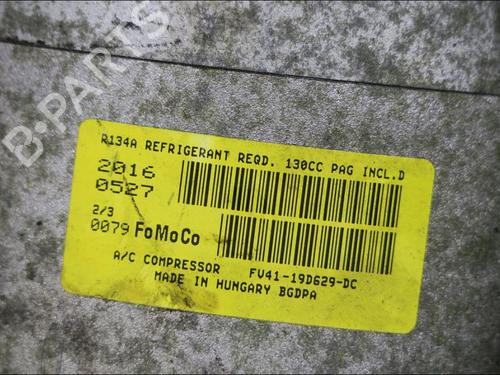 B-PARTS
R134A REFRIGERANT REQD. 130CC PAG INCL.D
2016
0527
2/3
0079 FoMoCo
A/C COMPRESSOR FV41-19D629-DC
MADE IN HUNGARY BGDPA